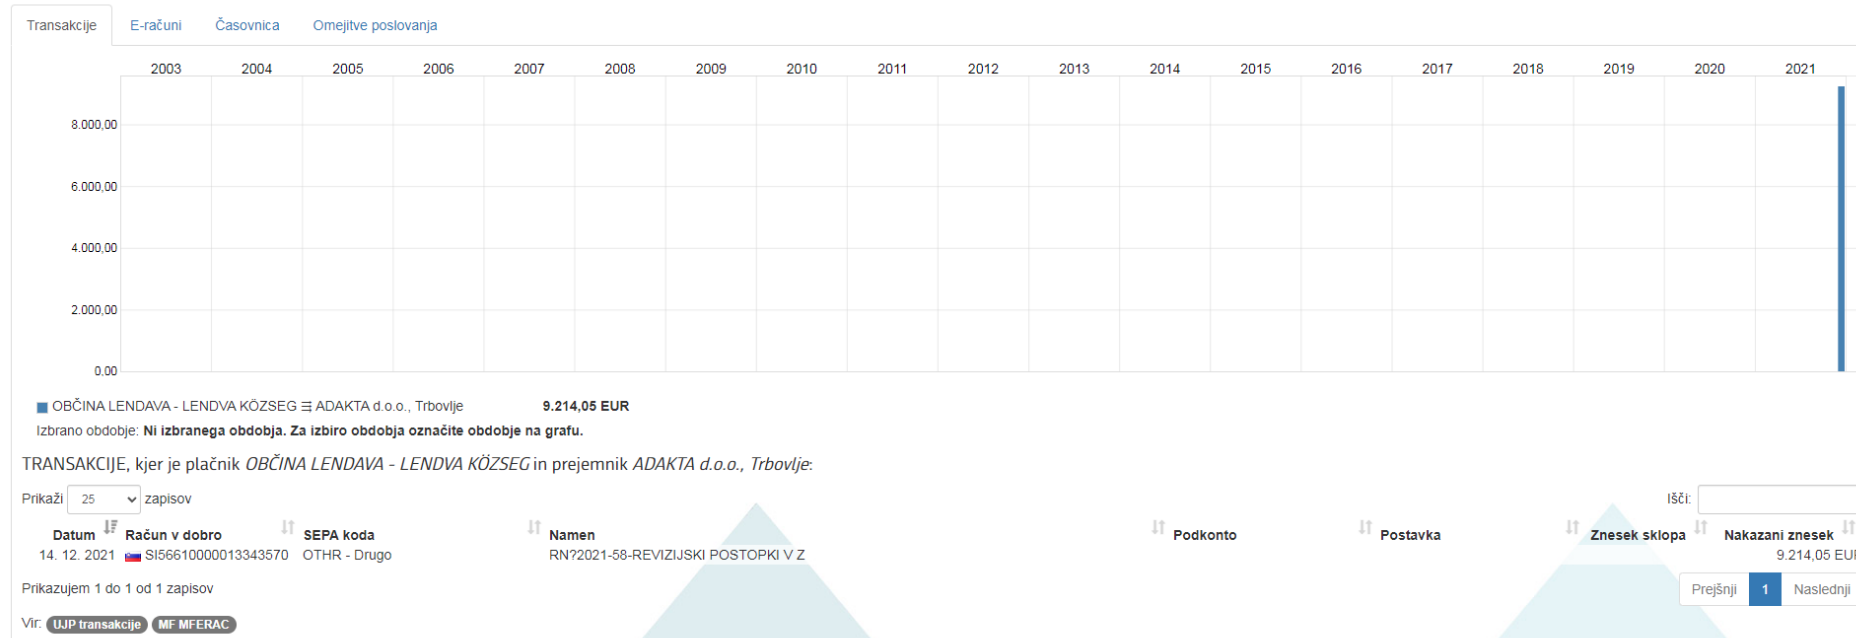 Transakcije E-računi Časovnica Omejitve poslovanja
2003 2004 2005 2006 2007 2008 2009 2010 2011 2012 2013 2014 2015 2016 2017 2018 2019 2020 2021
8.000,00
6.000,00
4.000,00
2.000,00
0.00
OBČINA LENDAVA - LENDVA KÖZSEG ADAKTA d.o.o., Trbovlje 9.214,05 EUR
Izbrano obdobje: Ni izbranega obdobja. Za izbiro obdobja označite obdobje na grafu.
TRANSAKCIJE, kjer je plačnik OBČINA LENDAVA - LENDVA KÖZSEG in prejemnik ADAKTA d.o.o., Trbovlje:
Prikaži 25 zapisov Išči:
Datum Račun v dobro SEPA koda Namen Podkonto Postavka Znesek sklopa Nakazani znesek
14. 12. 2021 SI56610000013343570 OTHR - Drugo RN?2021-58-REVIZIJSKI POSTOPKI V Z 9.214,05 EUR
Prikazujem 1 do 1 od 1 zapisov Prejšnji 1 Naslednji
Vir: UJP transakcije MF MFERAC